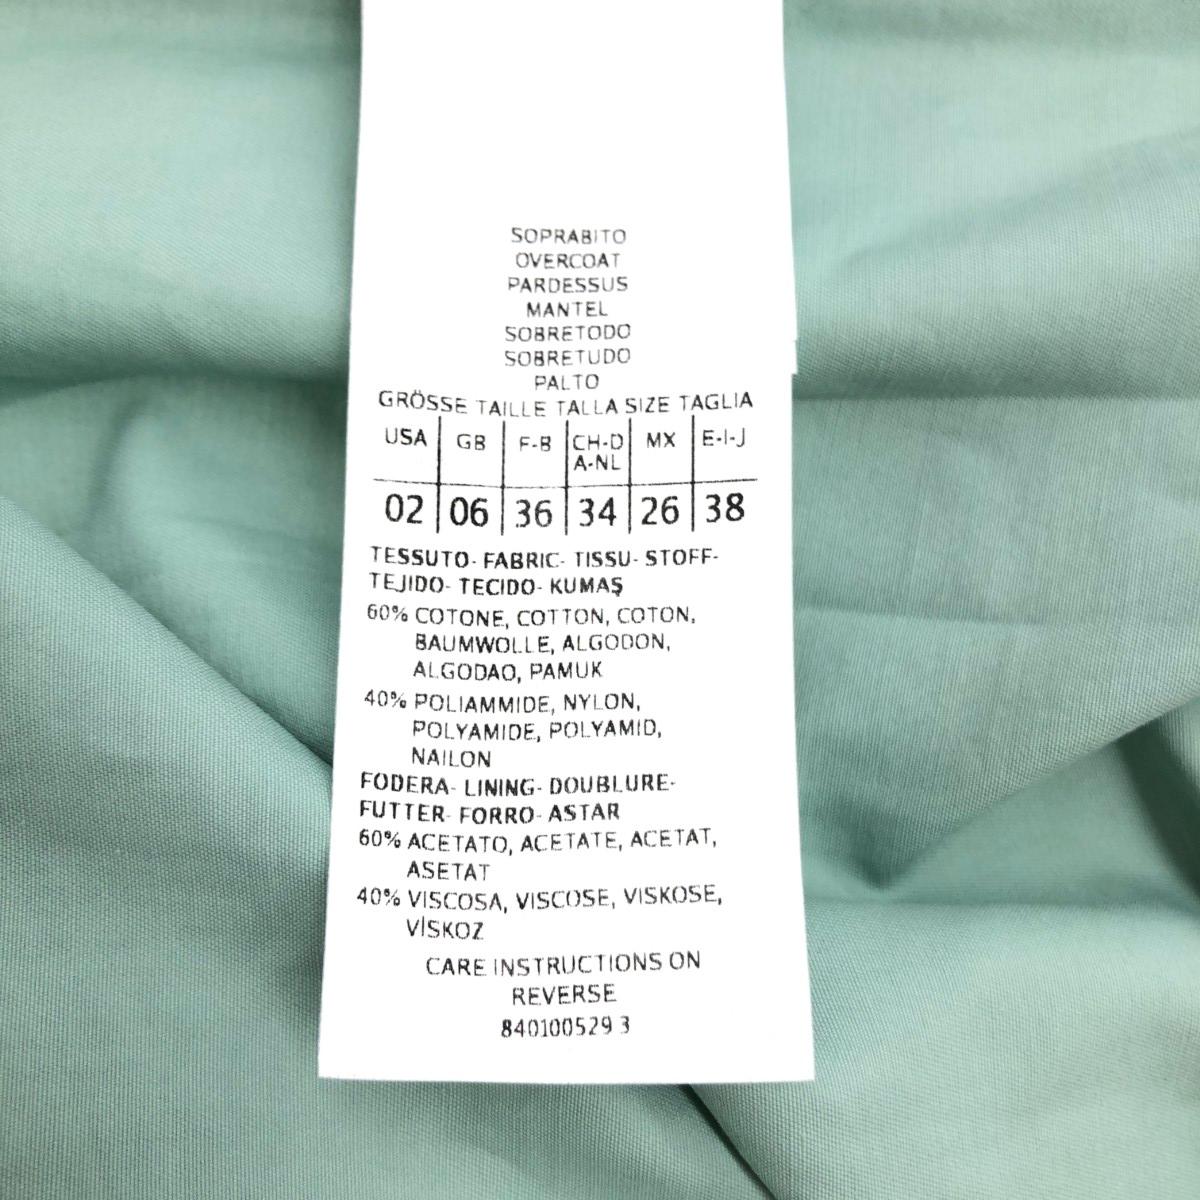 SOPRABITO
OVERCOAT
PARDESSUS
MANTEL
SOBRETODO
SOBRETUDO
PALTO
GRÖSSE TAILLE TALLA SIZE TAGLIA
USA GB F-B CH-D A-NL MX E-I-J
02 06 36 34 26 38
TESSUTO- FABRIC- TISSU- STOFF-
TEJIDO- TECIDO- KUMAŞ
60% COTONE, COTTON, COTON,
BAUMWOLLE, ALGODON,
ALGODAO, PAMUK
40% POLIAMMIDE, NYLON,
POLYAMIDE, POLYAMID,
NAILON
FODERA- LINING- DOUBLURE-
FUTTER- FORRO- ASTAR
60% ACETATO, ACETATE, ACETAT,
ASETAT
40% VISCOSA, VISCOSE, VISKOSE,
VİSKOZ
CARE INSTRUCTIONS ON
REVERSE
840100529 3